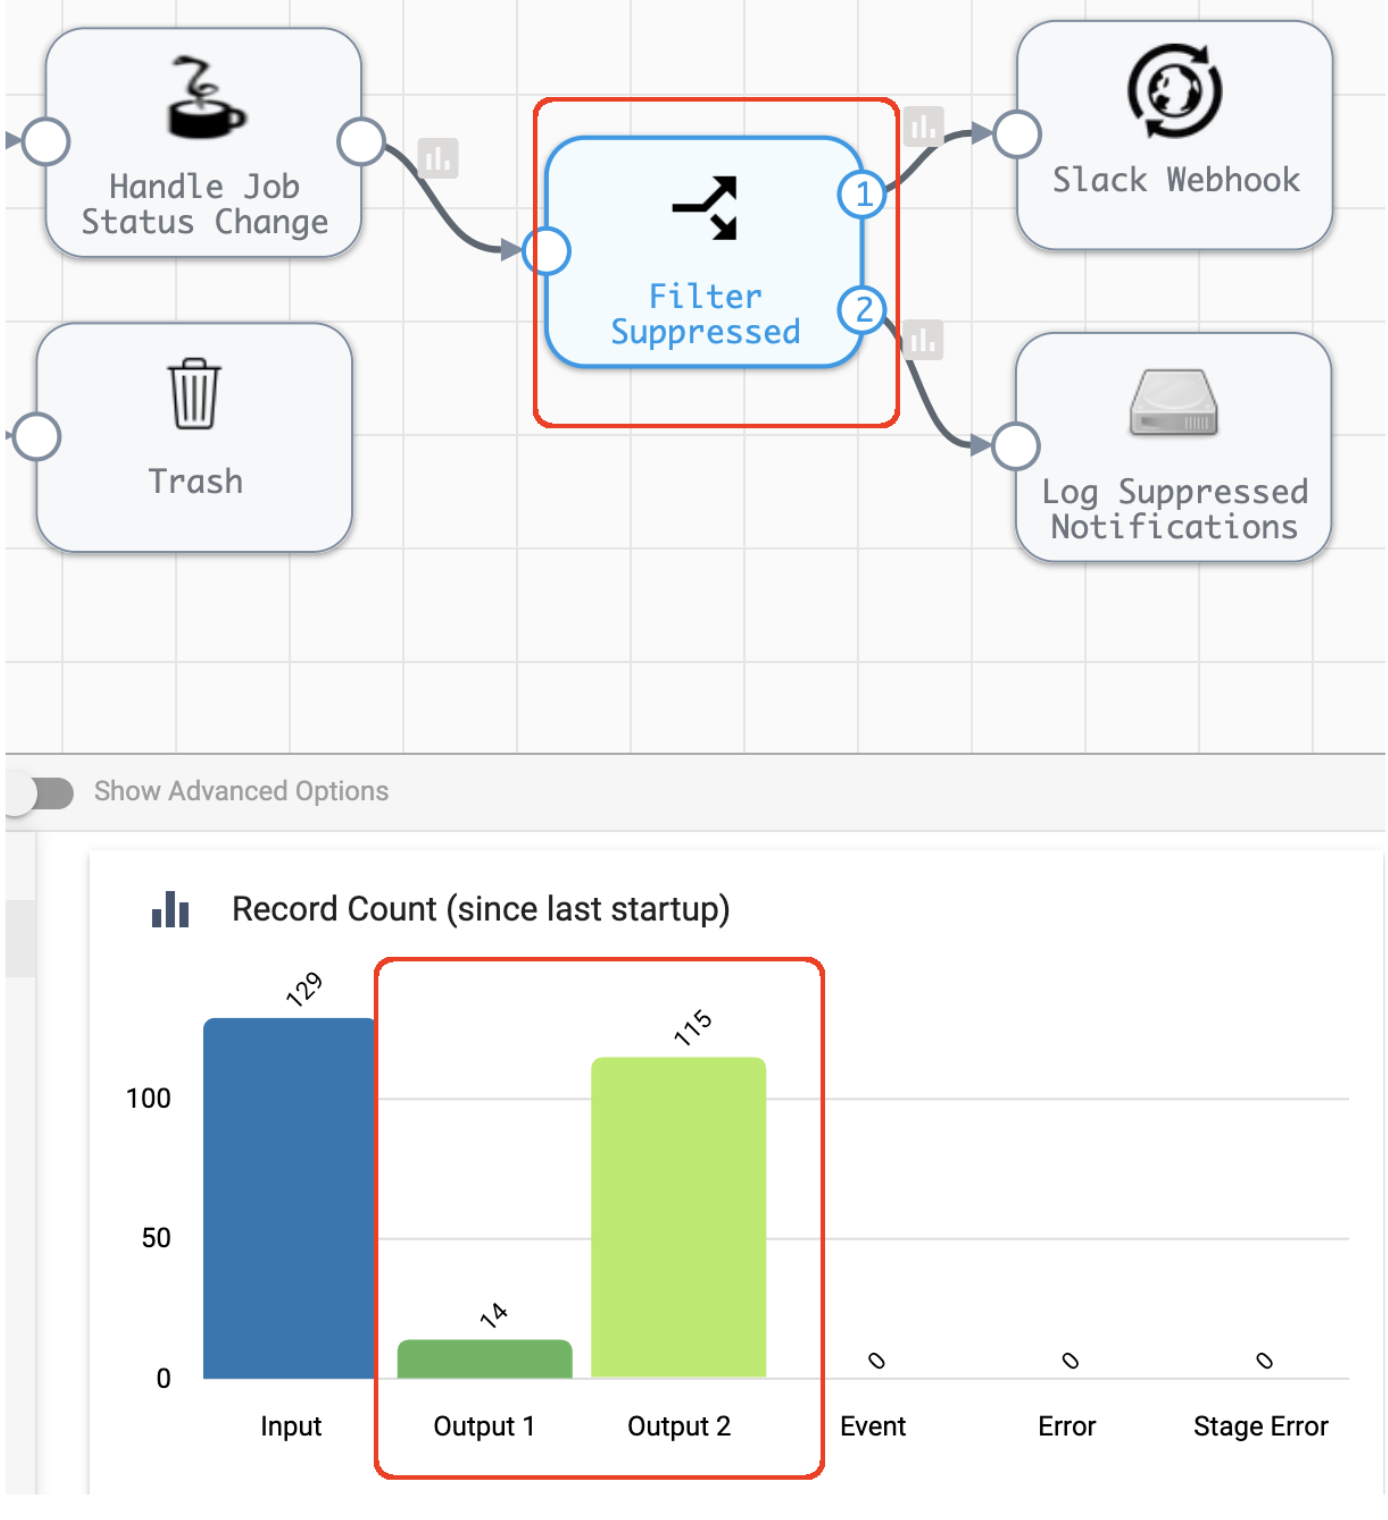 Handle Job
Status Change
1
Slack Webhook
Filter
Suppressed
2
Trash
Log Suppressed
Notifications
Show Advanced Options
Record Count (since last startup)
129
115
100
50
14
0
0
0
0
Input
Output 1
Output 2
Event
Error
Stage Error